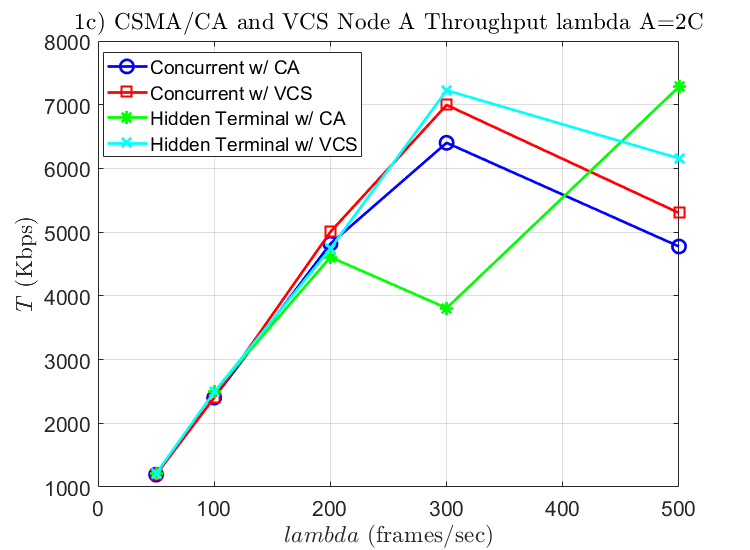 1c) CSMA/CA and VCS Node A Throughput lambda A=2C
8000
7000
6000
5000
4000
3000
2000
1000
T (Kbps)
Concurrent w/ CA
Concurrent w/ VCS
Hidden Terminal w/ CA
Hidden Terminal w/ VCS
0 100 200 300 400 500
lambda (frames/sec)